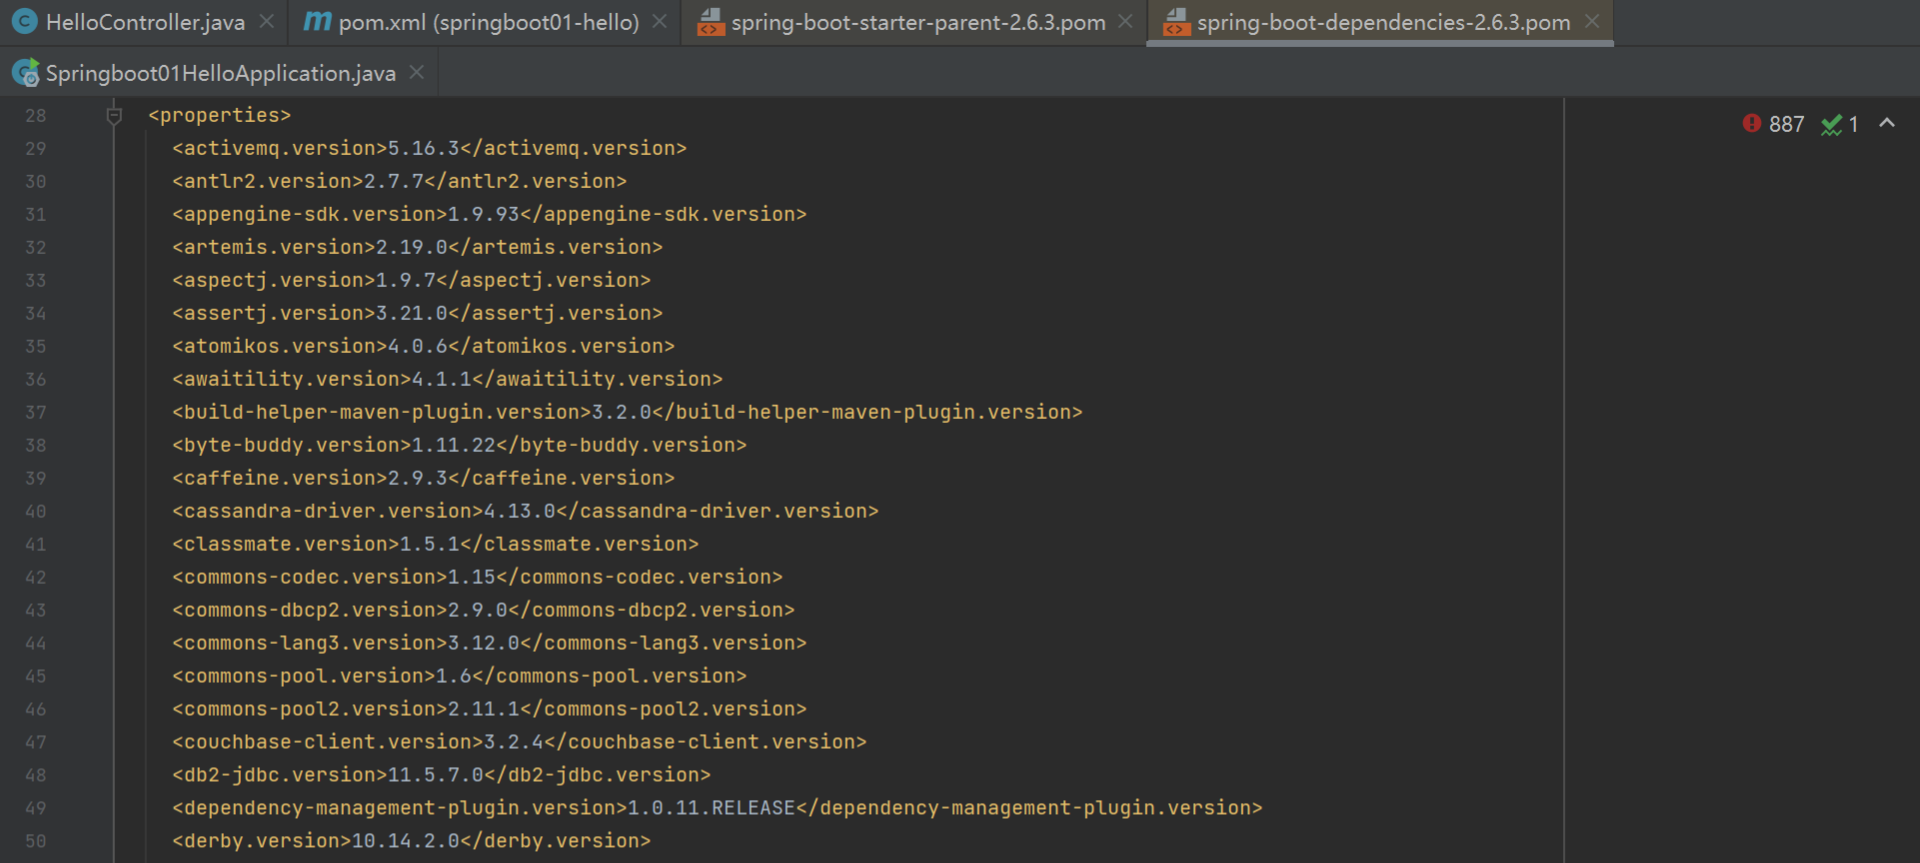 HelloController.java
pom.xml (springboot01-hello)
spring-boot-starter-parent-2.6.3.pom
spring-boot-dependencies-2.6.3.pom
Springboot01HelloApplication.java
887 1
28 <properties>
29 <activemq.version>5.16.3</activemq.version>
30 <antlr2.version>2.7.7</antlr2.version>
31 <appengine-sdk.version>1.9.93</appengine-sdk.version>
32 <artemis.version>2.19.0</artemis.version>
33 <aspectj.version>1.9.7</aspectj.version>
34 <assertj.version>3.21.0</assertj.version>
35 <atomikos.version>4.0.6</atomikos.version>
36 <awaitility.version>4.1.1</awaitility.version>
37 <build-helper-maven-plugin.version>3.2.0</build-helper-maven-plugin.version>
38 <byte-buddy.version>1.11.22</byte-buddy.version>
39 <caffeine.version>2.9.3</caffeine.version>
40 <cassandra-driver.version>4.13.0</cassandra-driver.version>
41 <classmate.version>1.5.1</classmate.version>
42 <commons-codec.version>1.15</commons-codec.version>
43 <commons-dbcp2.version>2.9.0</commons-dbcp2.version>
44 <commons-lang3.version>3.12.0</commons-lang3.version>
45 <commons-pool.version>1.6</commons-pool.version>
46 <commons-pool2.version>2.11.1</commons-pool2.version>
47 <couchbase-client.version>3.2.4</couchbase-client.version>
48 <db2-jdbc.version>11.5.7.0</db2-jdbc.version>
49 <dependency-management-plugin.version>1.0.11.RELEASE</dependency-management-plugin.version>
50 <derby.version>10.14.2.0</derby.version>